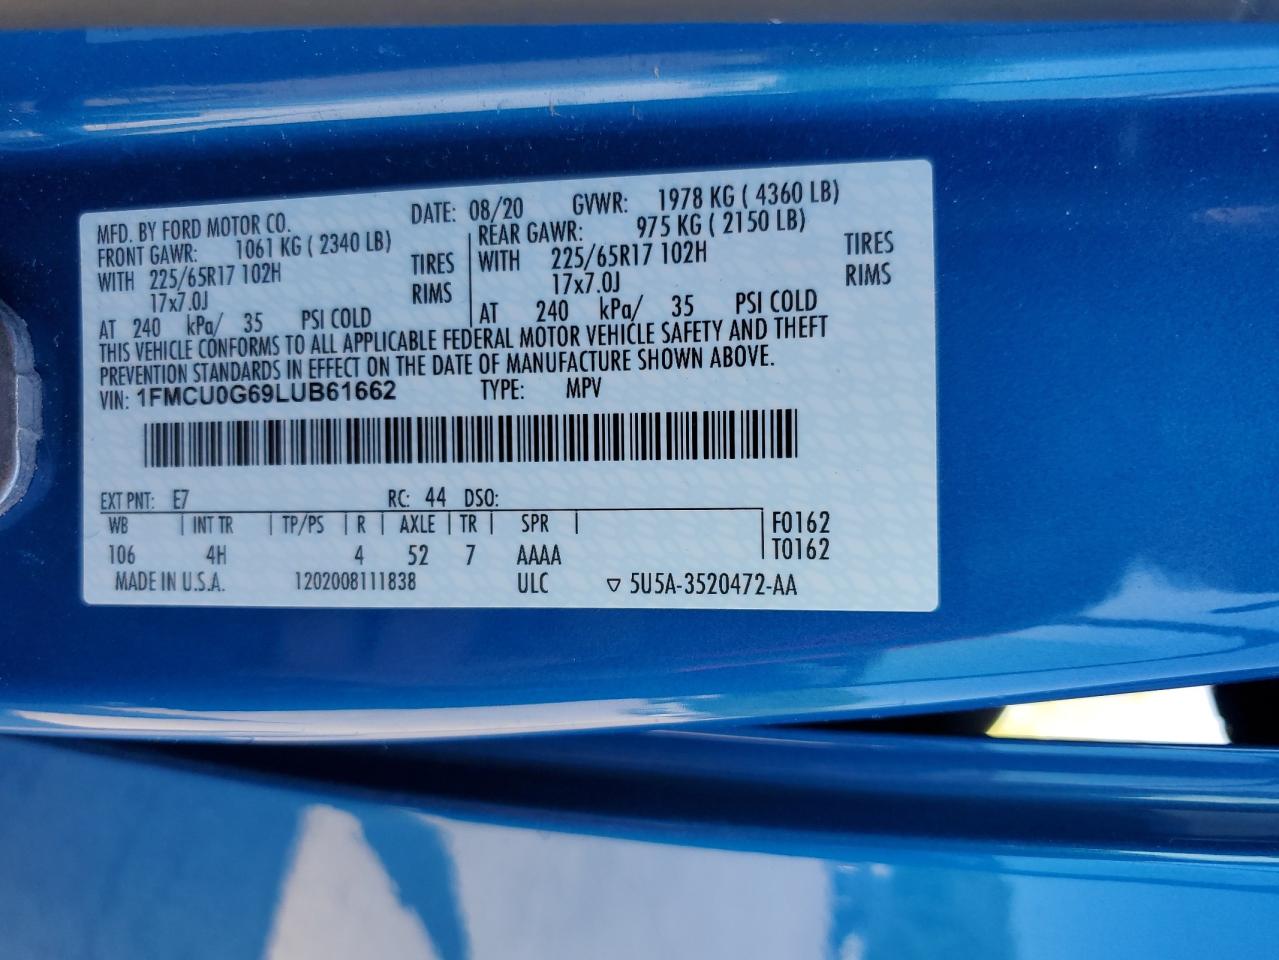 MFD. BY FORD MOTOR CO. DATE: 08/20 GVWR: 1978 KG ( 4360 LB)
FRONT GAWR: 1061 KG ( 2340 LB) REAR GAWR: 975 KG ( 2150 LB)
WITH 225/65R17 102H TIRES WITH 225/65R17 102H TIRES
17x7.0J RIMS 17x7.0J RIMS
AT 240 kPa/ 35 PSI COLD AT 240 kPa/ 35 PSI COLD
THIS VEHICLE CONFORMS TO ALL APPLICABLE FEDERAL MOTOR VEHICLE SAFETY AND THEFT
PREVENTION STANDARDS IN EFFECT ON THE DATE OF MANUFACTURE SHOWN ABOVE.
VIN: 1FMCU0G69LUB61662 TYPE: MPV
EXT PNT: E7 RC: 44 DSO:
WB INT TR TP/PS R AXLE TR SPR F0162
106 4H 4 52 7 AAAA T0162
MADE IN U.S.A. 1202008111838 ULC ▽ 5U5A-3520472-AA